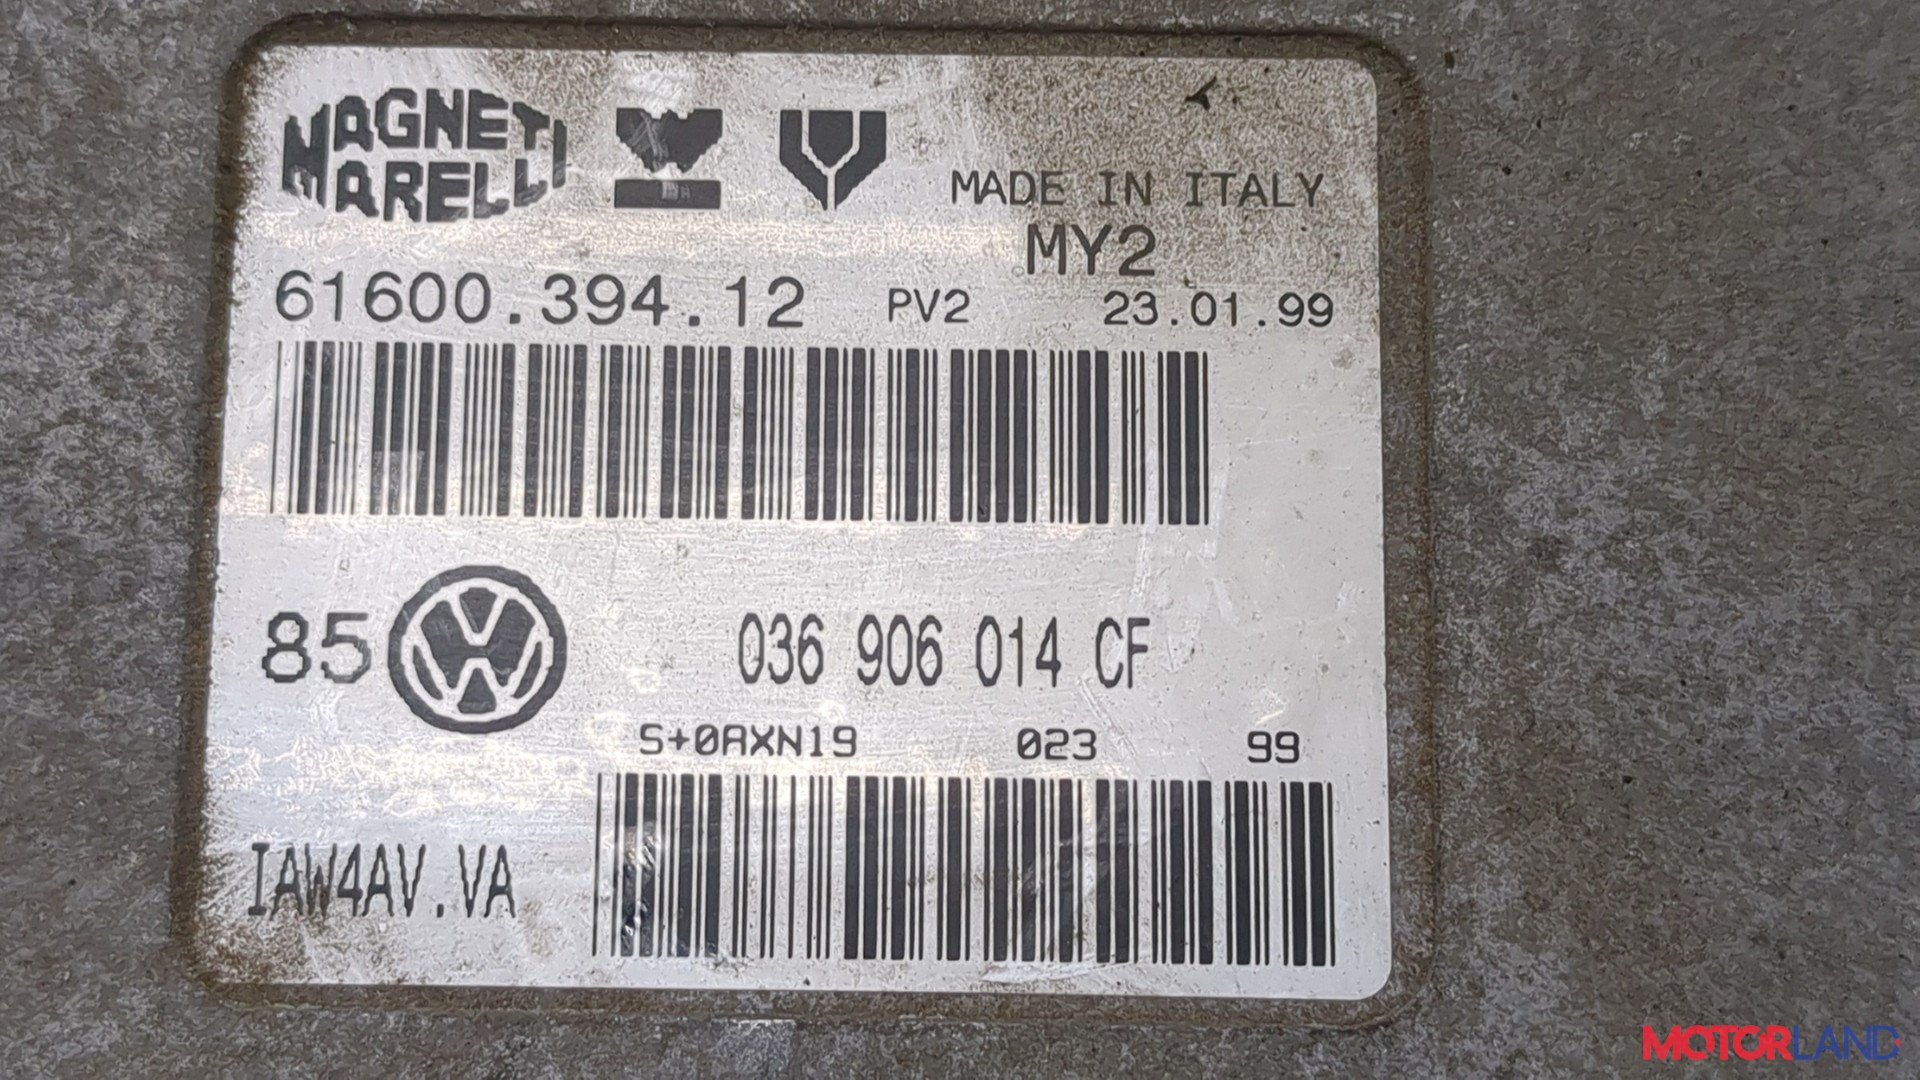 MAGNETI
MARELLI
MADE IN ITALY
MY2
61600.394.12 PV2 23.01.99
85 036 906 014 CF
S+0AXN19 023 99
IAW4AV.VA
MOTORLAND